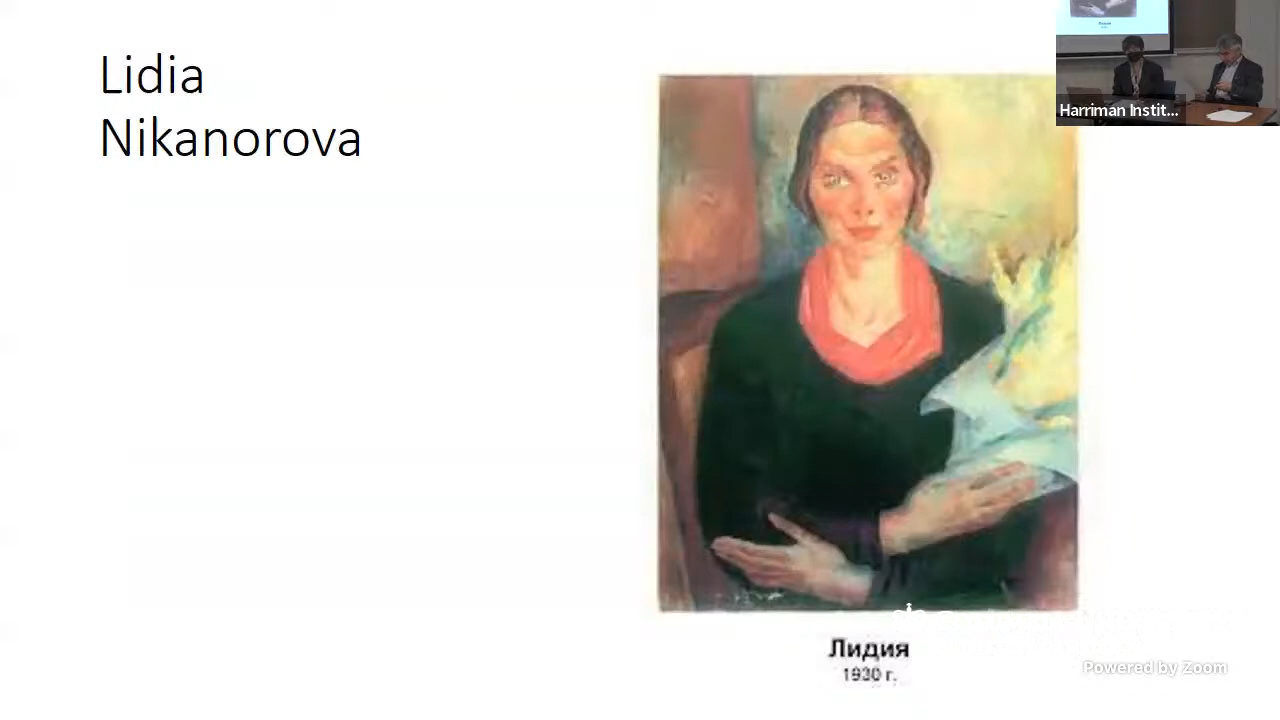 Lidia
Nikanorova
Harriman Instit...
Лидия
1930 г.
Powered by Zoom